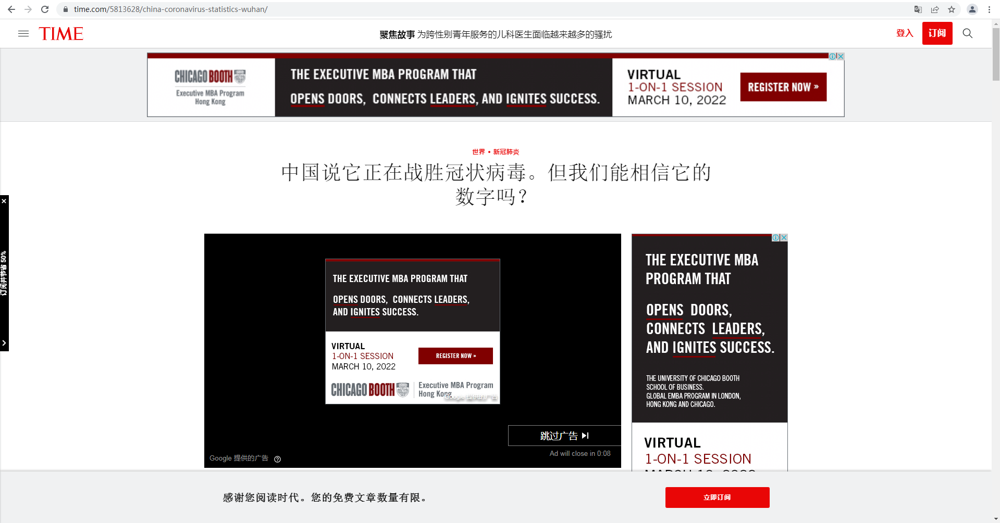 time.com/5813628/china-coronavirus-statistics-wuhan/
TIME
聚焦故事 为跨性别青年服务的儿科医生面临越来越多的骚扰
登入
订阅
CHICAGO BOOTH
Executive MBA Program
Hong Kong
THE EXECUTIVE MBA PROGRAM THAT
OPENS DOORS, CONNECTS LEADERS, AND IGNITES SUCCESS.
VIRTUAL
1-ON-1 SESSION
MARCH 10, 2022
REGISTER NOW »
世界 • 新冠肺炎
中国说它正在战胜冠状病毒。但我们能相信它的
数字吗？
订阅并节省 50%
THE EXECUTIVE MBA PROGRAM THAT
OPENS DOORS, CONNECTS LEADERS,
AND IGNITES SUCCESS.
VIRTUAL
1-ON-1 SESSION
MARCH 10, 2022
REGISTER NOW »
CHICAGO BOOTH
Executive MBA Program
Hong Kong
Google 提供的广告
跳过广告
Ad will close in 0:08
Google 提供的广告
THE EXECUTIVE MBA
PROGRAM THAT
OPENS DOORS,
CONNECTS LEADERS,
AND IGNITES SUCCESS.
THE UNIVERSITY OF CHICAGO BOOTH
SCHOOL OF BUSINESS.
GLOBAL EMBA PROGRAM IN LONDON,
HONG KONG AND CHICAGO.
VIRTUAL
1-ON-1 SESSION
感谢您阅读时代。您的免费文章数量有限。
立即订阅